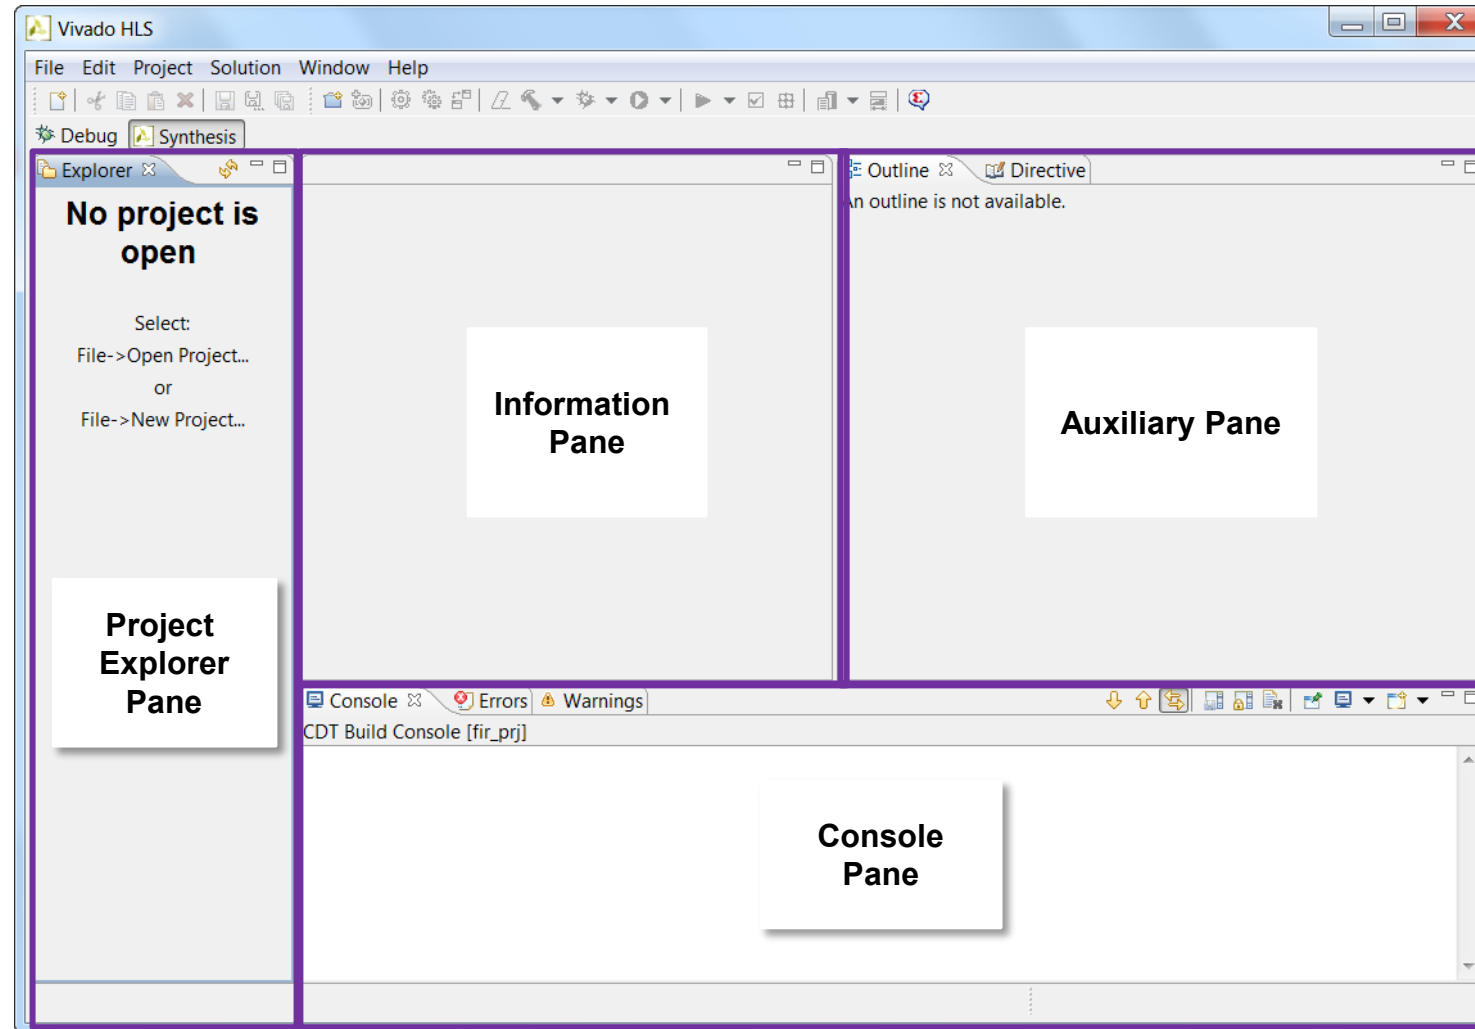 Vivado HLS
File Edit Project Solution Window Help
Debug Synthesis
Explorer
No project is
open
Select:
File->Open Project...
or
File->New Project...
Project
Explorer
Pane
Information
Pane
Outline Directive
An outline is not available.
Auxiliary Pane
Console Errors Warnings
CDT Build Console [fir_prj]
Console
Pane